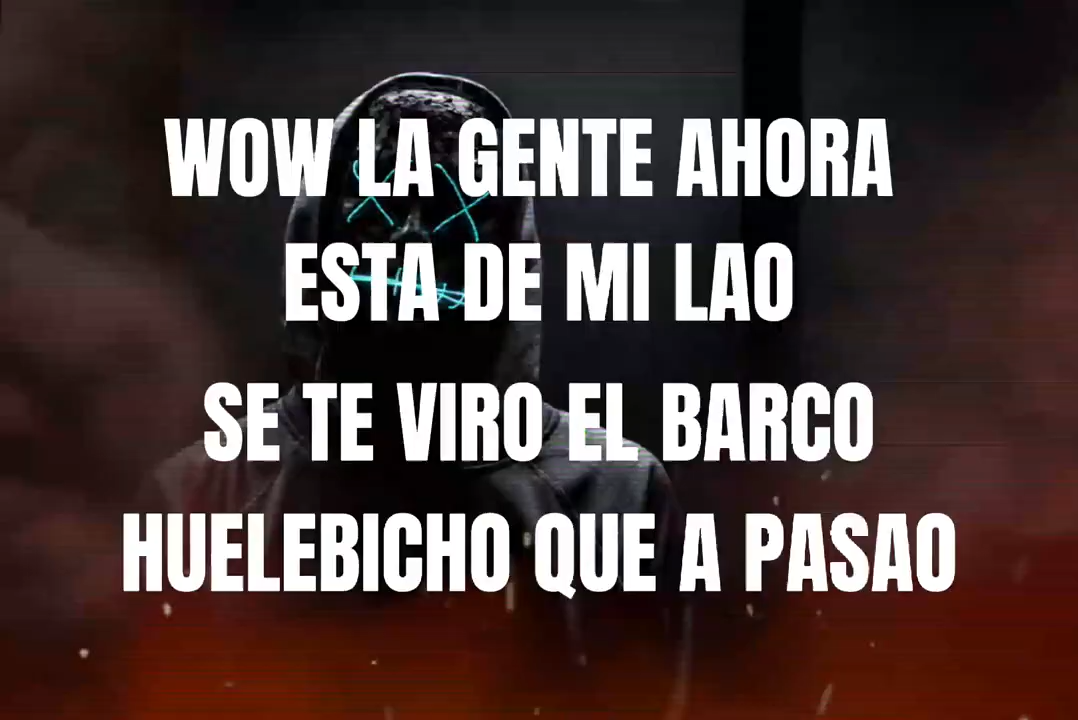 WOW LA GENTE AHORA
ESTA DE MI LAO
SE TE VIRO EL BARCO
HUELEBICHO QUE A PASAO